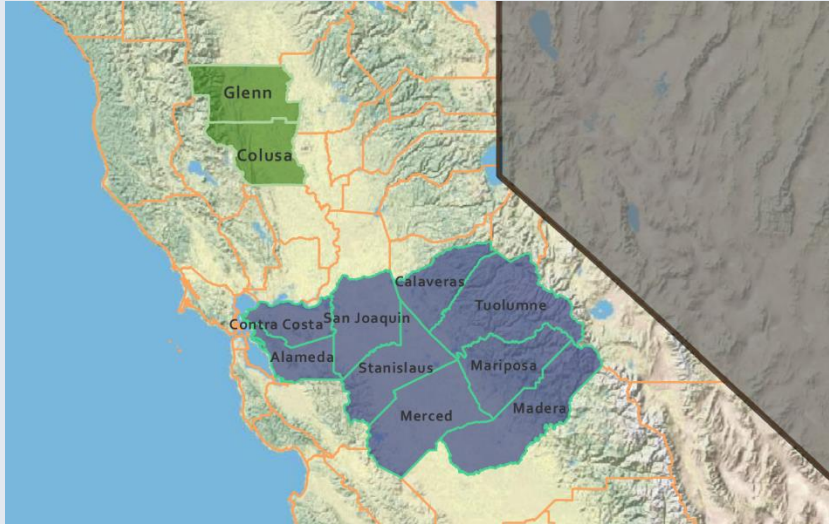 Glenn
Colusa
Calaveras
Tuolumne
Contra Costa
San Joaquin
Alameda
Stanislaus
Mariposa
Merced
Madera